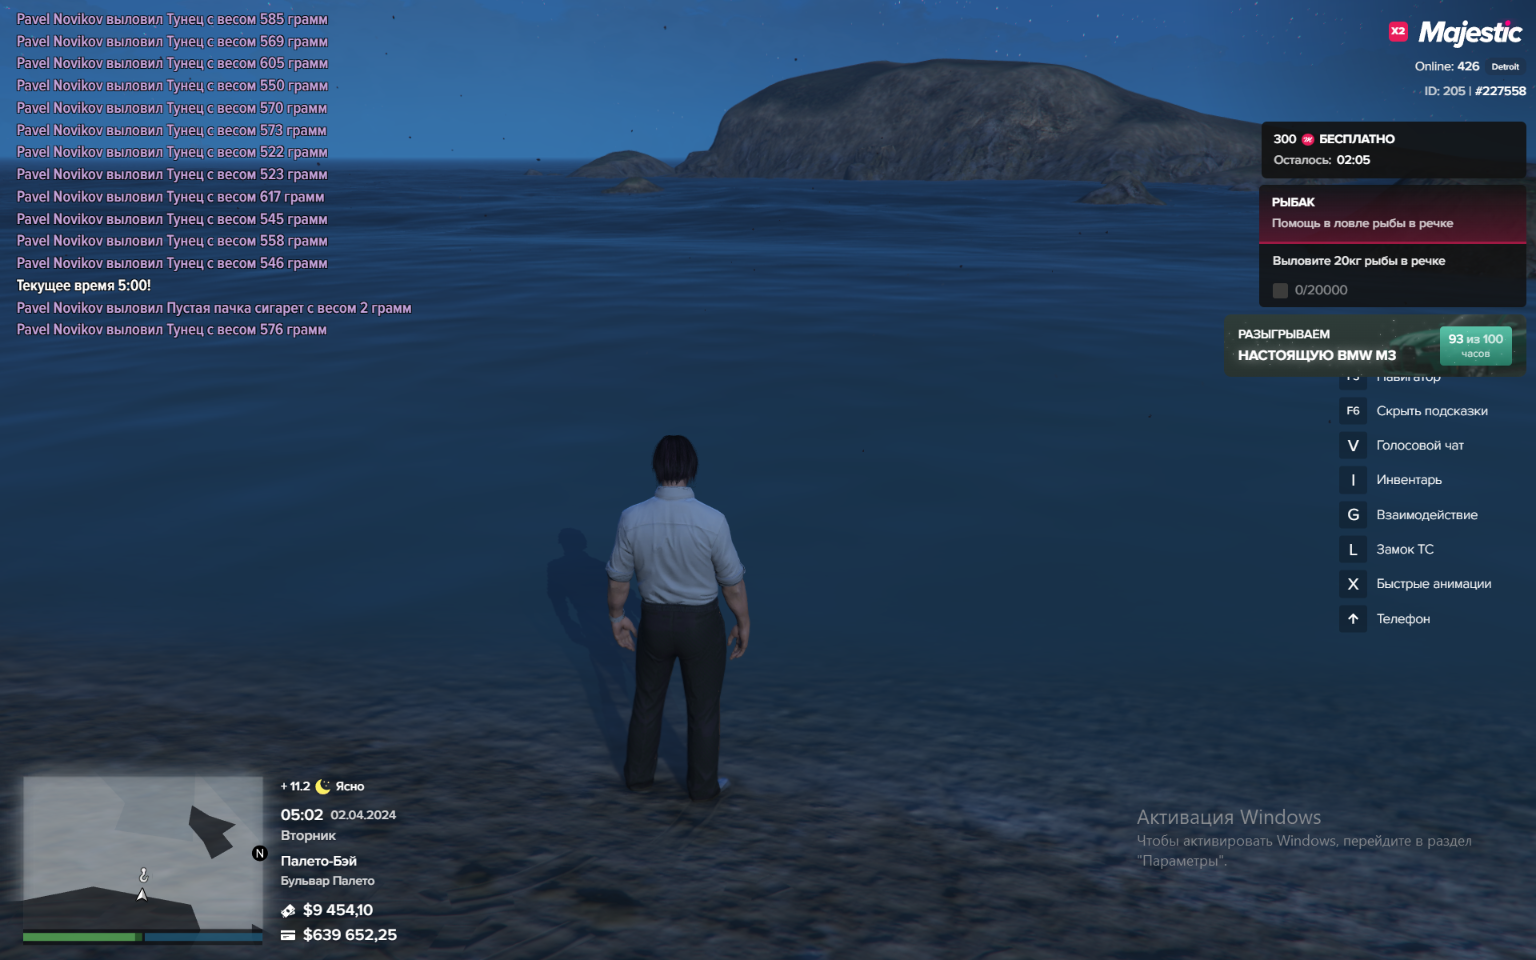 Pavel Novikov выловил Тунец с весом 585 грамм
Pavel Novikov выловил Тунец с весом 569 грамм
Pavel Novikov выловил Тунец с весом 605 грамм
Pavel Novikov выловил Тунец с весом 550 грамм
Pavel Novikov выловил Тунец с весом 570 грамм
Pavel Novikov выловил Тунец с весом 573 грамм
Pavel Novikov выловил Тунец с весом 522 грамм
Pavel Novikov выловил Тунец с весом 523 грамм
Pavel Novikov выловил Тунец с весом 617 грамм
Pavel Novikov выловил Тунец с весом 545 грамм
Pavel Novikov выловил Тунец с весом 558 грамм
Pavel Novikov выловил Тунец с весом 546 грамм
Текущее время 5:00!
Pavel Novikov выловил Пустая пачка сигарет с весом 2 грамм
Pavel Novikov выловил Тунец с весом 576 грамм
X2 Majestic
Online: 426 Detroit
ID: 205 | #227558
300 БЕСПЛАТНО
Осталось: 02:05
РЫБАК
Помощь в ловле рыбы в речке
Выловите 20кг рыбы в речке
0/20000
РАЗЫГРЫВАЕМ
НАСТОЯЩУЮ BMW M3
93 из 100
часов
Навигатор
F6 Скрыть подсказки
V Голосовой чат
I Инвентарь
G Взаимодействие
L Замок ТС
X Быстрые анимации
Телефон
N
+ 11.2 Ясно
05:02 02.04.2024
Вторник
Палето-Бэй
Бульвар Палето
$9 454,10
$639 652,25
Активация Windows
Чтобы активировать Windows, перейдите в раздел
"Параметры".